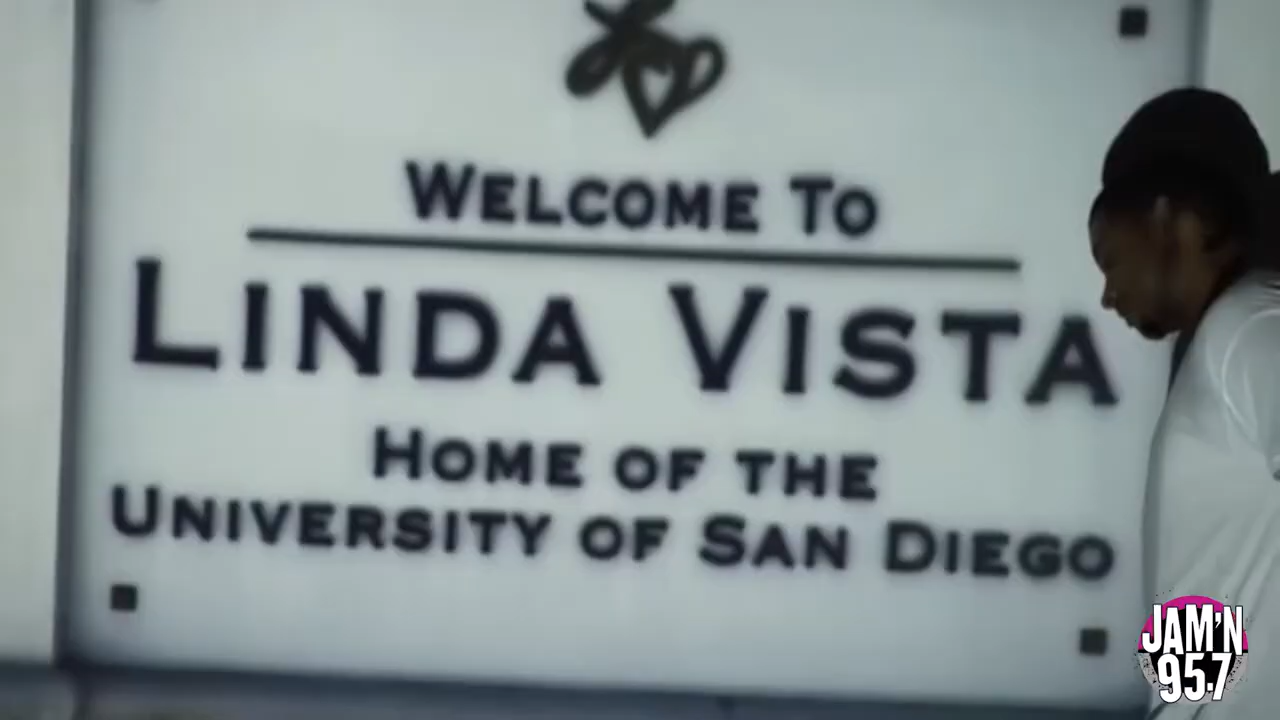 WELCOME TO
LINDA VISTA
HOME OF THE
UNIVERSITY OF SAN DIEGO
JAM'N
95.7